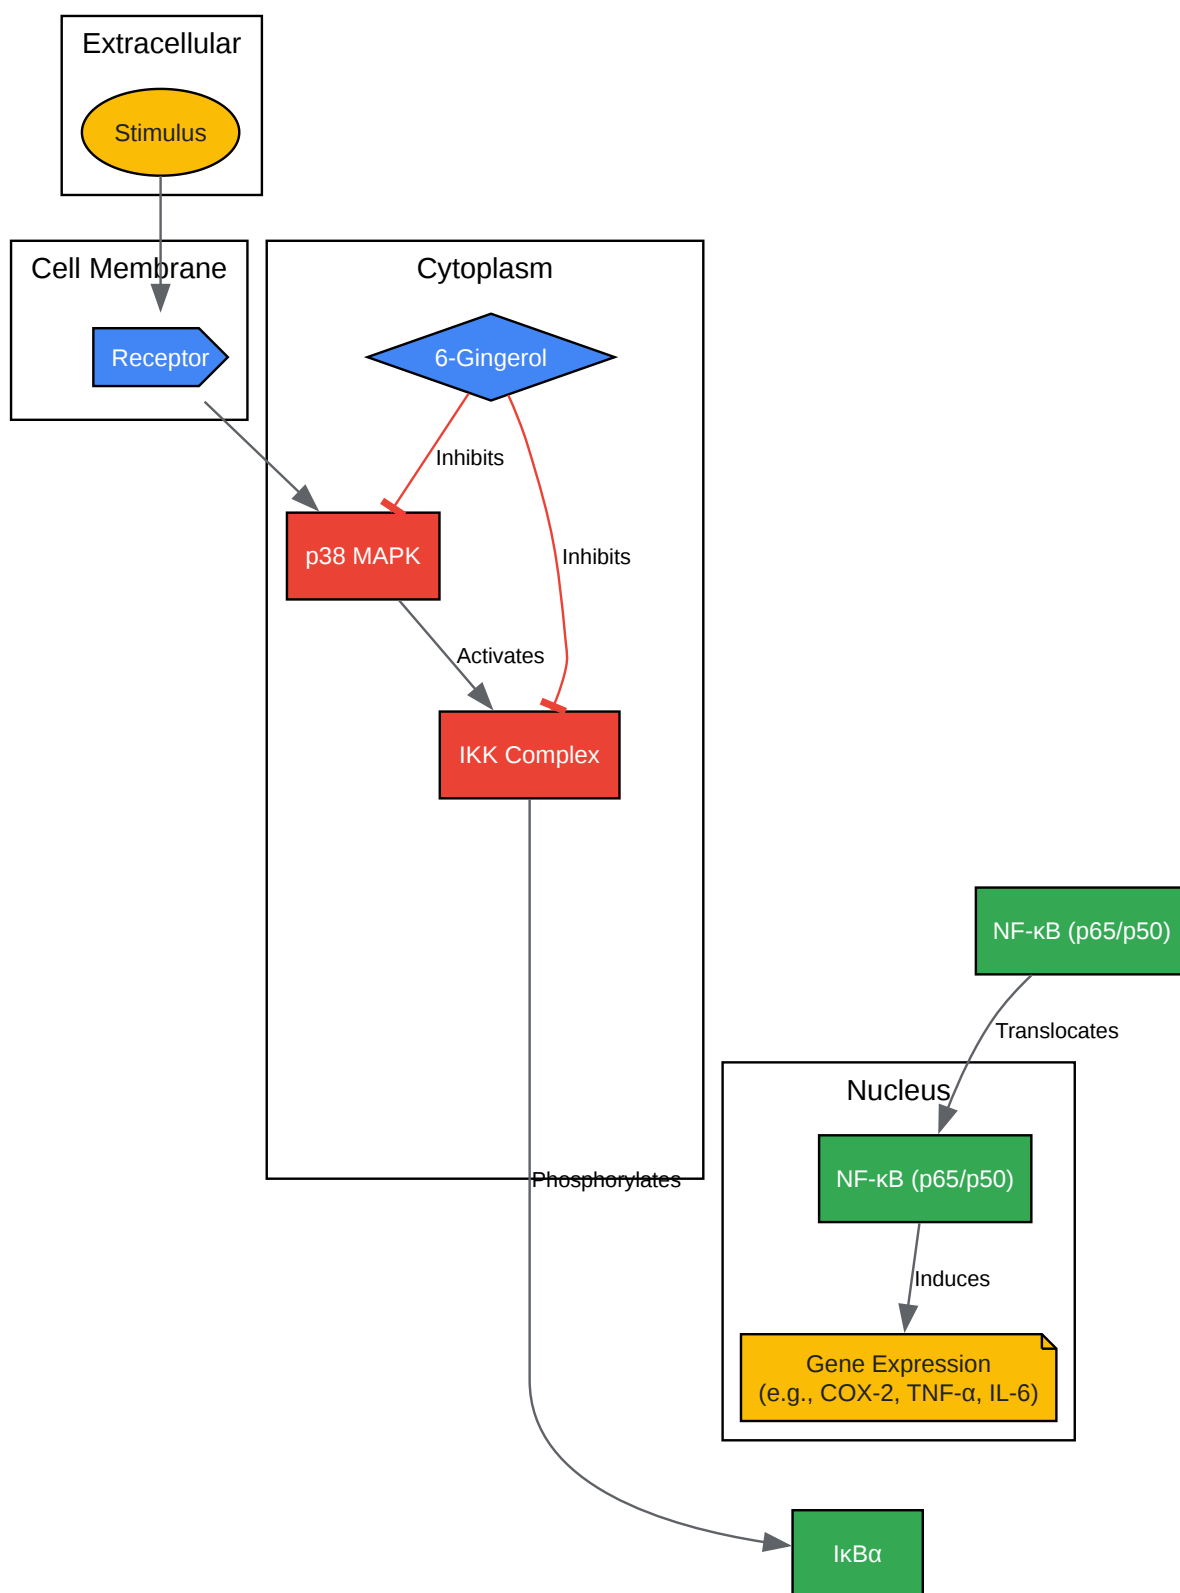 Extracellular
Stimulus
Cell Membrane
Receptor
Cytoplasm
6-Gingerol
Inhibits
Inhibits
p38 MAPK
Activates
IKK Complex
NF-κB (p65/p50)
Translocates
Nucleus
NF-κB (p65/p50)
Phosphorylates
Induces
Gene Expression
(e.g., COX-2, TNF-α, IL-6)
IκBα